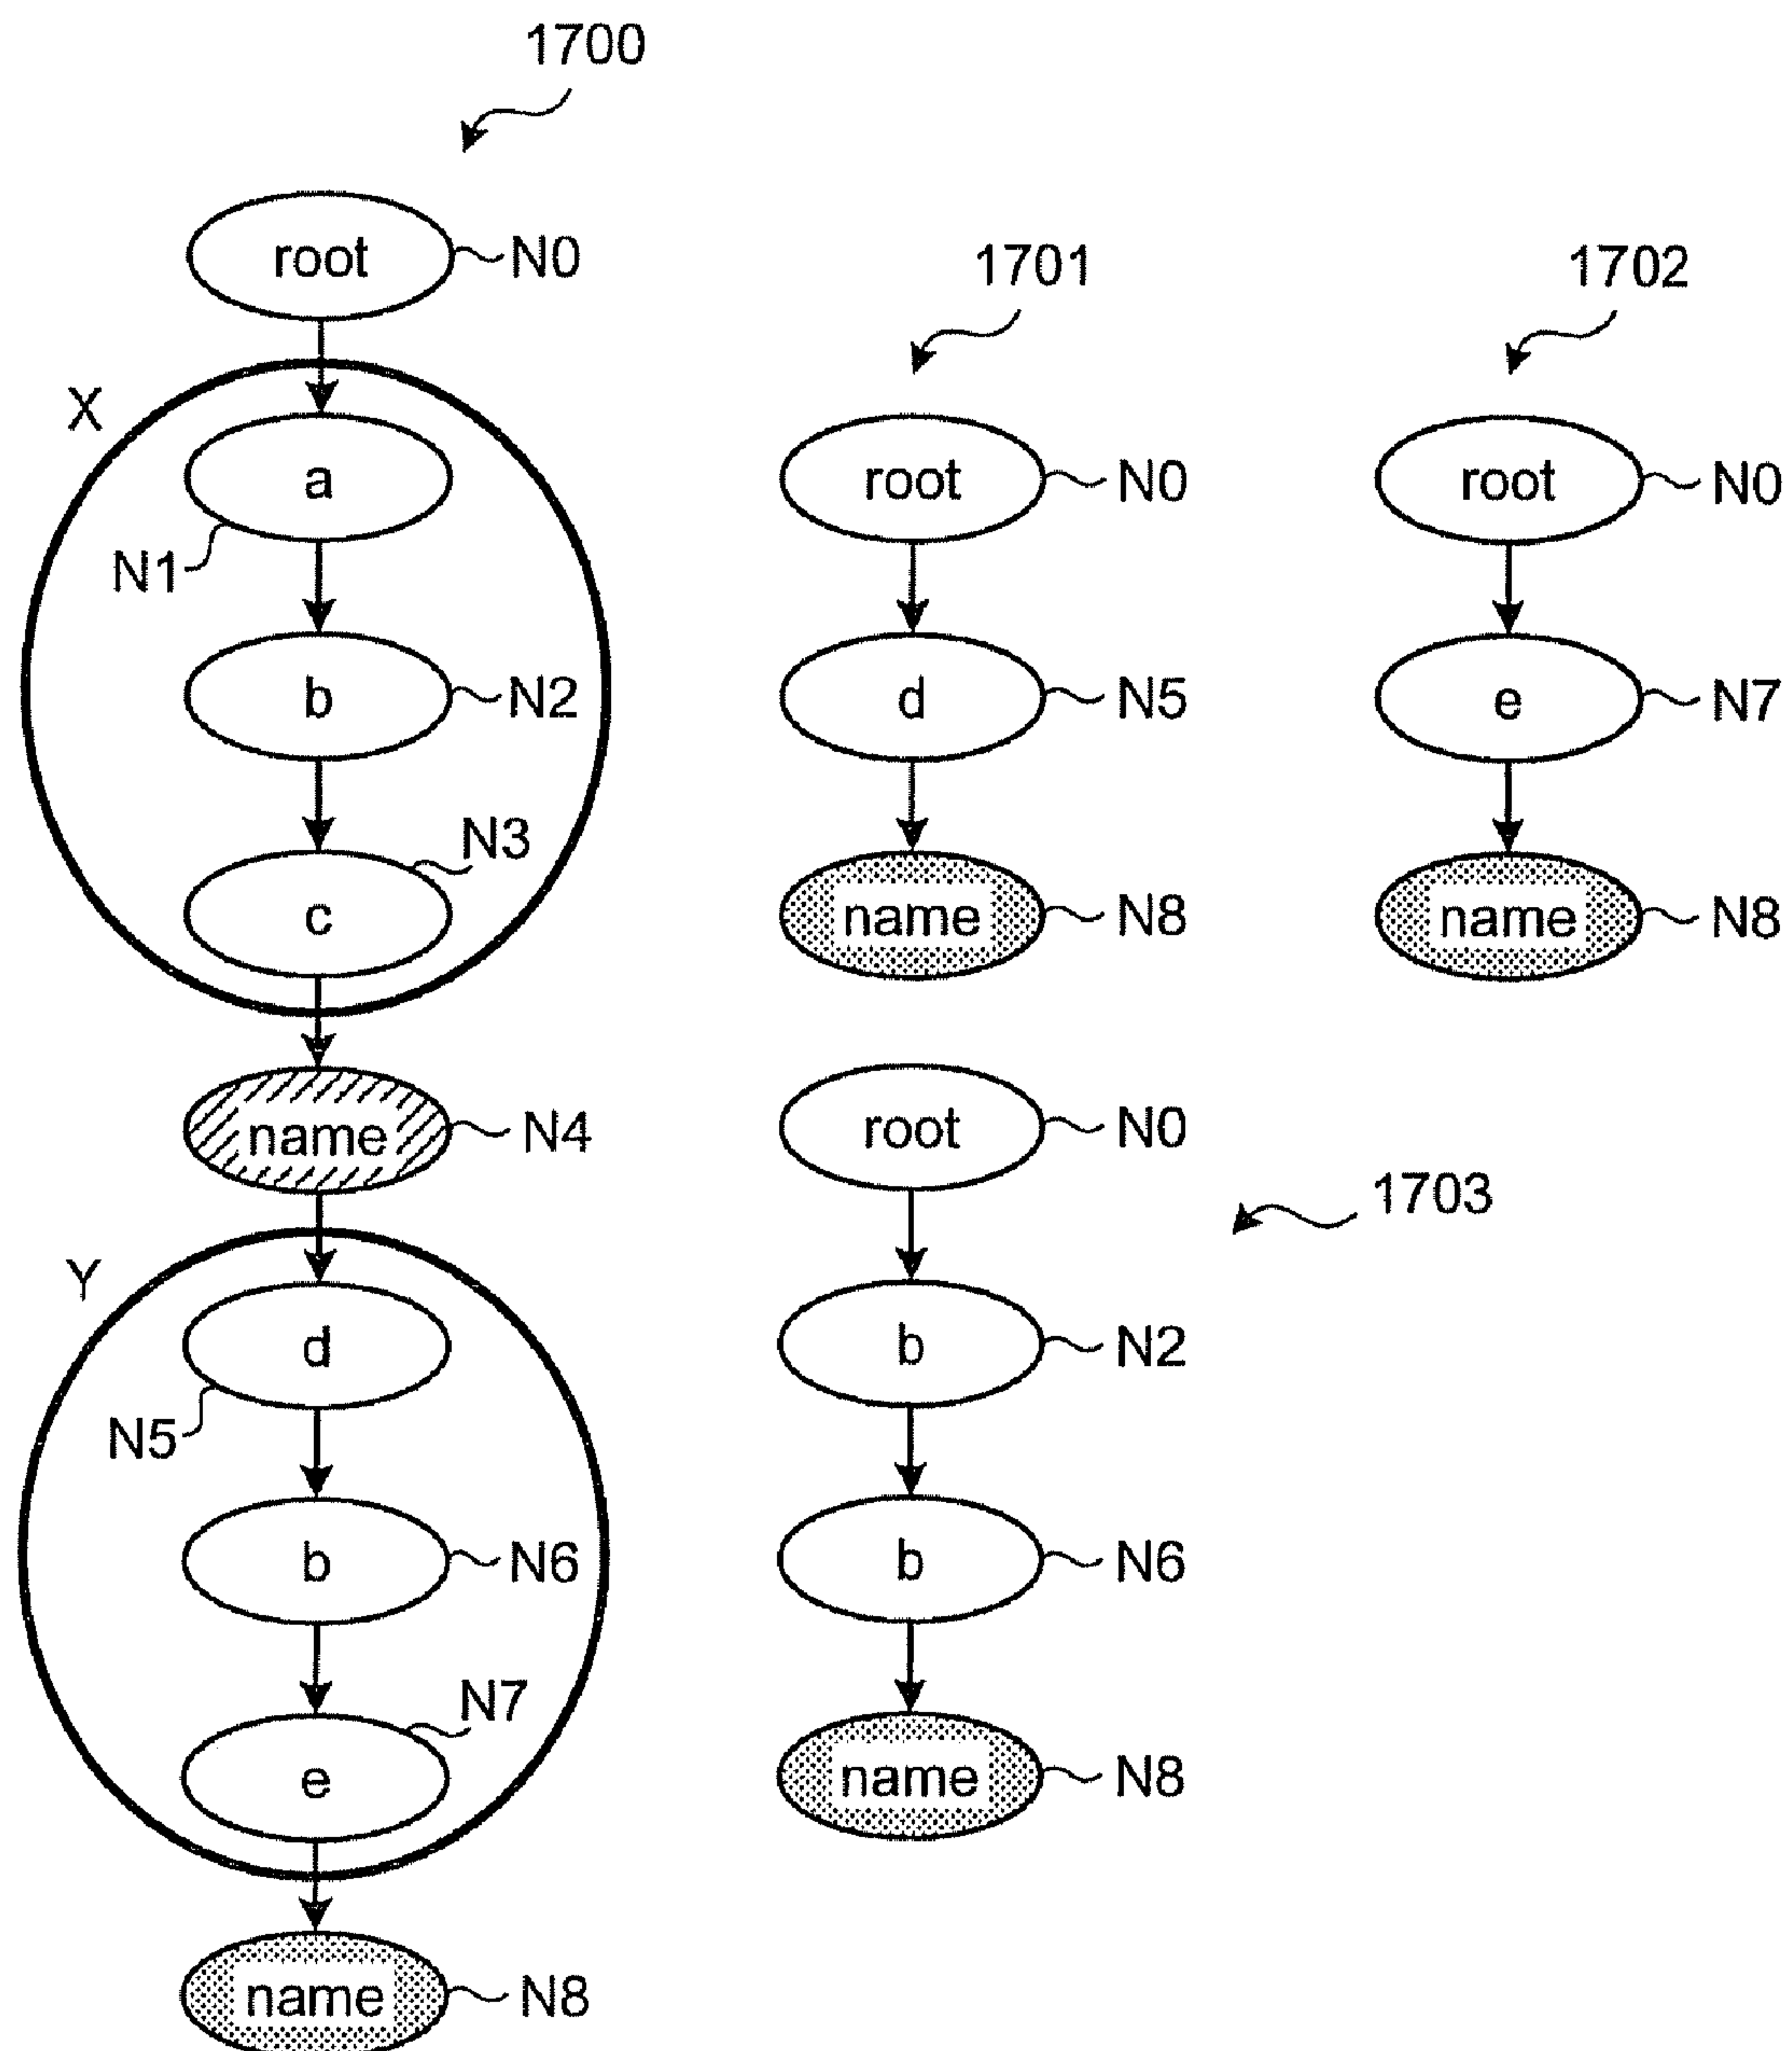 1700
root N0
X
a
N1
b N2
N3
c
name N4
Y
d
N5
b N6
N7
e
name N8
1701
root N0
d N5
name N8
1702
root N0
e N7
name N8
1703
root N0
b N2
b N6
name N8